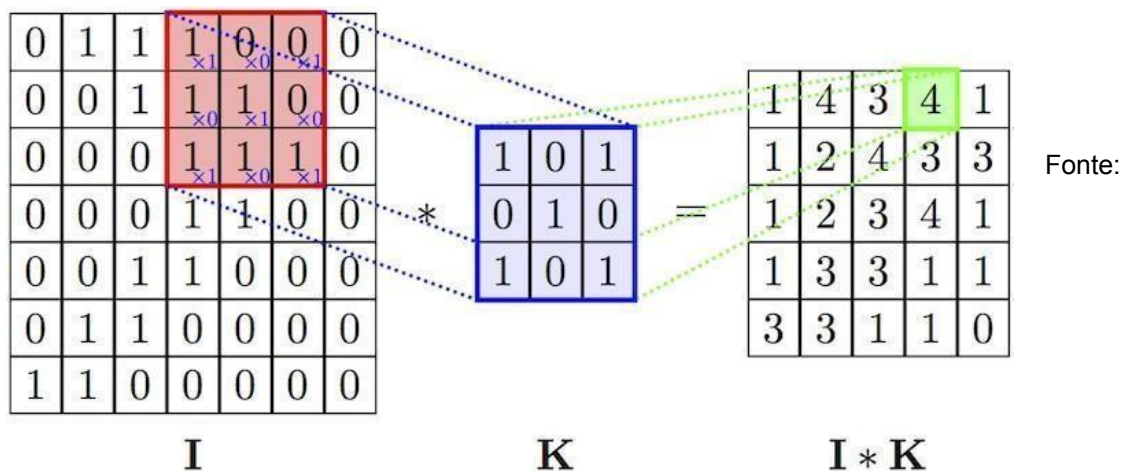 0 1 1 1×1 0×0 0×1 0
0 0 1 1×0 1×1 0×0 0
0 0 0 1×1 1×0 1×1 0
0 0 0 1 1 0 0
0 0 1 1 0 0 0
0 1 1 0 0 0 0
1 1 0 0 0 0 0
I
*
1 0 1
0 1 0
1 0 1
K
=
1 4 3 4 1
1 2 4 3 3
1 2 3 4 1
1 3 3 1 1
3 3 1 1 0
I * K
Fonte: